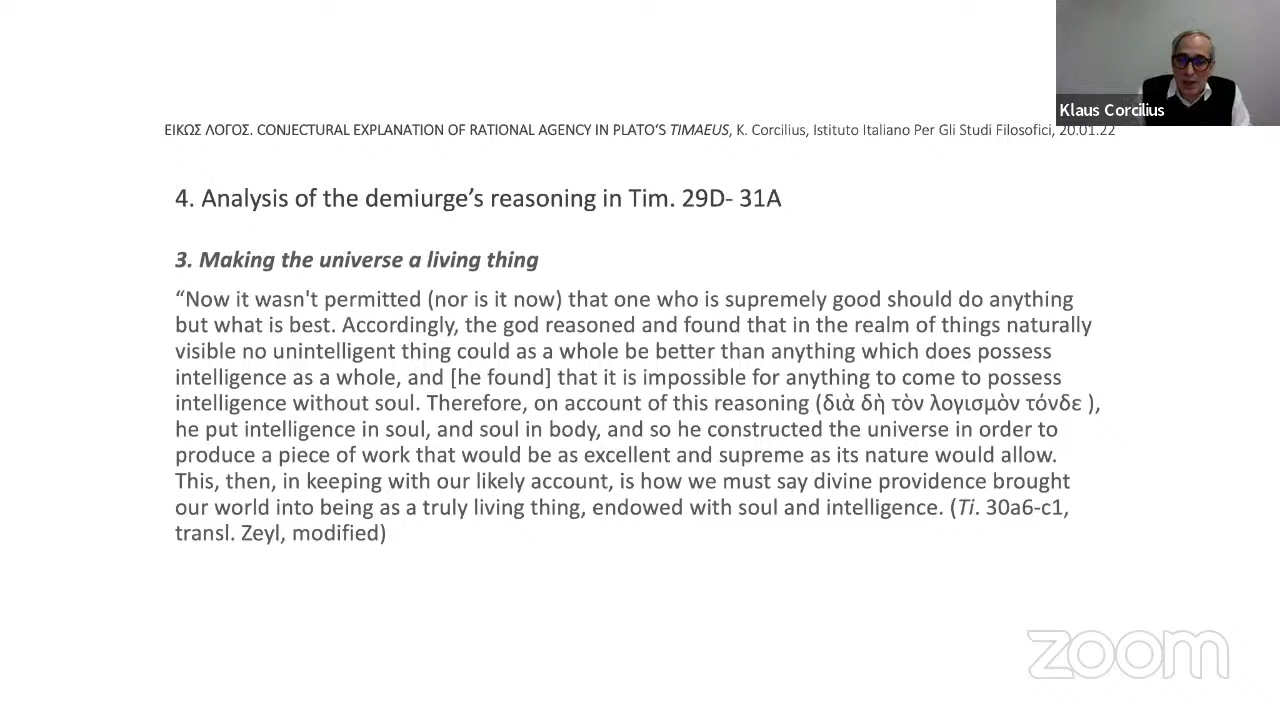 Klaus Corcilius
ΕΙΚΩΣ ΛΟΓΟΣ. CONJECTURAL EXPLANATION OF RATIONAL AGENCY IN PLATO‘S TIMAEUS, K. Corcilius, Istituto Italiano Per Gli Studi Filosofici, 20.01.22
4. Analysis of the demiurge’s reasoning in Tim. 29D- 31A
3. Making the universe a living thing
“Now it wasn't permitted (nor is it now) that one who is supremely good should do anything
but what is best. Accordingly, the god reasoned and found that in the realm of things naturally
visible no unintelligent thing could as a whole be better than anything which does possess
intelligence as a whole, and [he found] that it is impossible for anything to come to possess
intelligence without soul. Therefore, on account of this reasoning (διὰ δὴ τὸν λογισμὸν τόνδε ),
he put intelligence in soul, and soul in body, and so he constructed the universe in order to
produce a piece of work that would be as excellent and supreme as its nature would allow.
This, then, in keeping with our likely account, is how we must say divine providence brought
our world into being as a truly living thing, endowed with soul and intelligence. (Ti. 30a6-c1,
transl. Zeyl, modified)
zoom